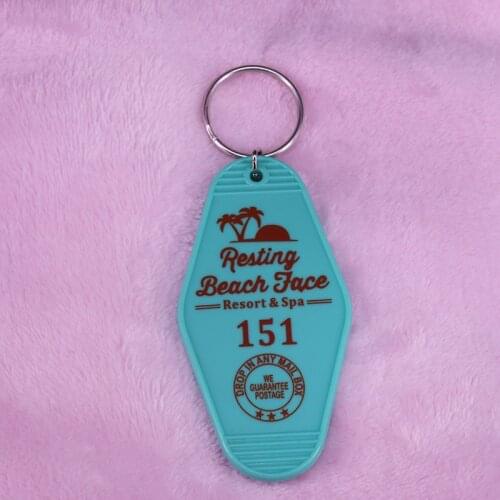 Resting
Beach Face
Resort & Spa
151
DROP IN ANY MAIL BOX
WE
GUARANTEE
POSTAGE